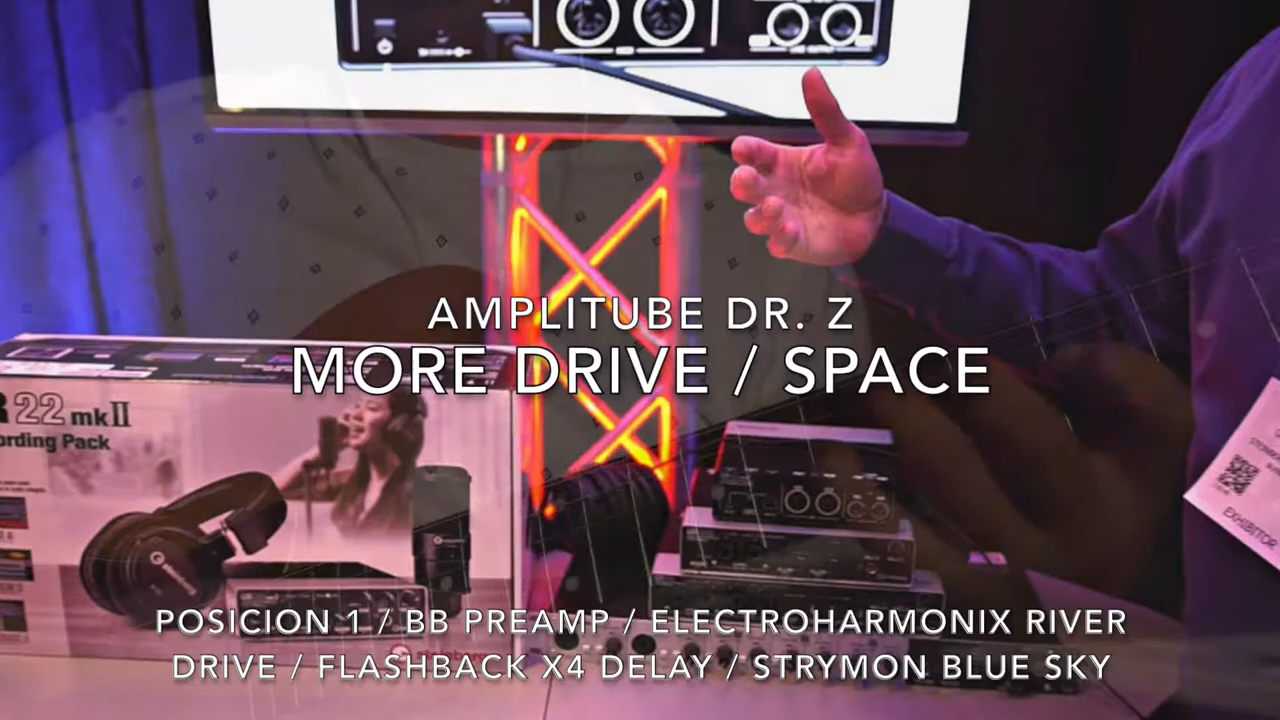 AMPLITUBE DR. Z
MORE DRIVE / SPACE
22 mkII
ording Pack
EXHIBITOR
POSICION 1 / BB PREAMP / ELECTROHARMONIX RIVER
DRIVE / FLASHBACK X4 DELAY / STRYMON BLUE SKY